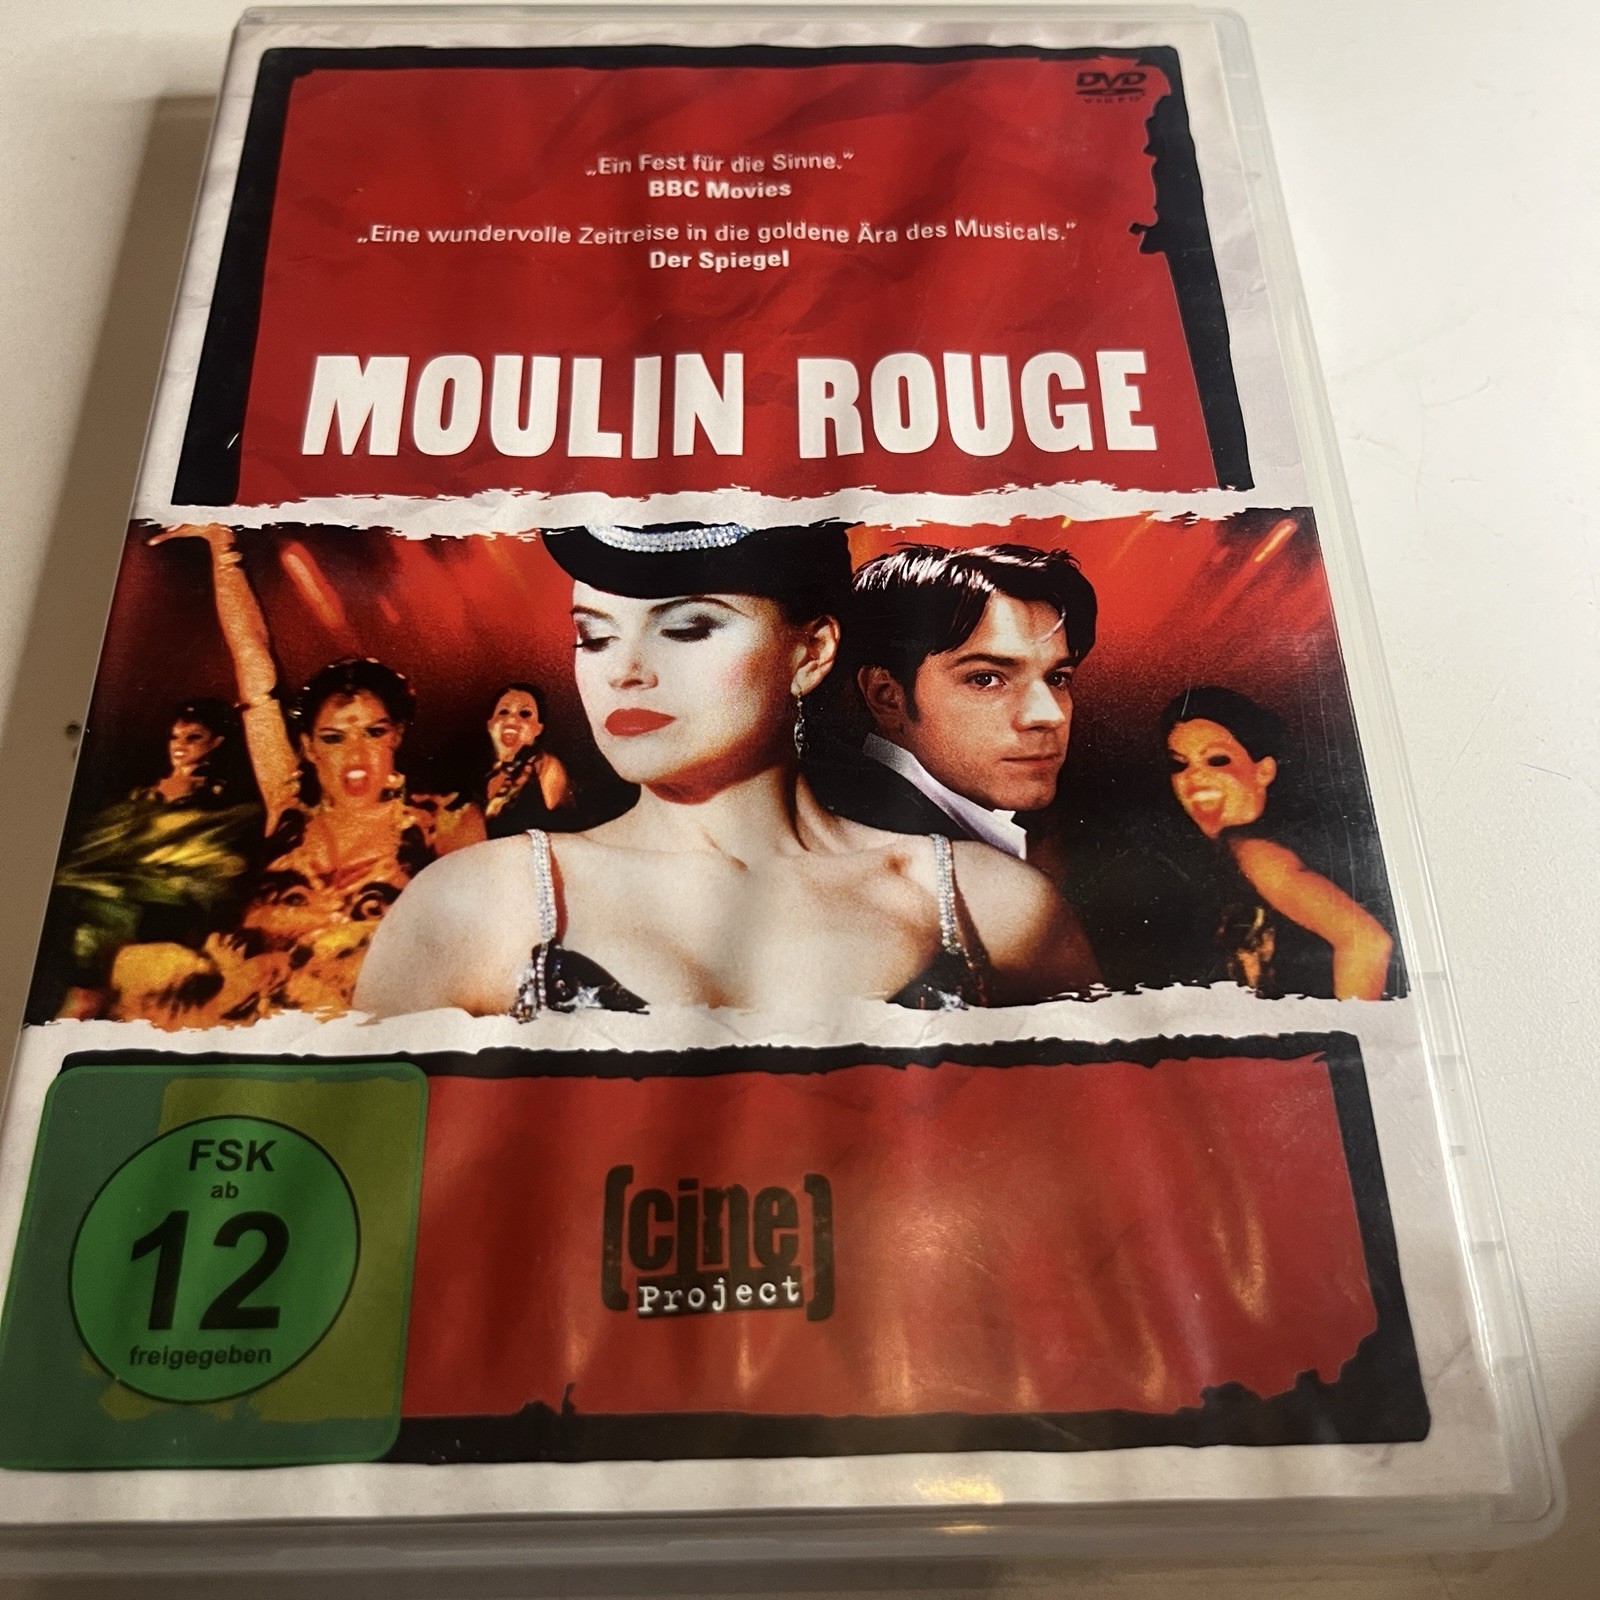 DVD
VIDEO
„Ein Fest für die Sinne.“
BBC Movies
„Eine wundervolle Zeitreise in die goldene Ära des Musicals.“
Der Spiegel
MOULIN ROUGE
FSK
ab
12
freigegeben
(cine
Project)